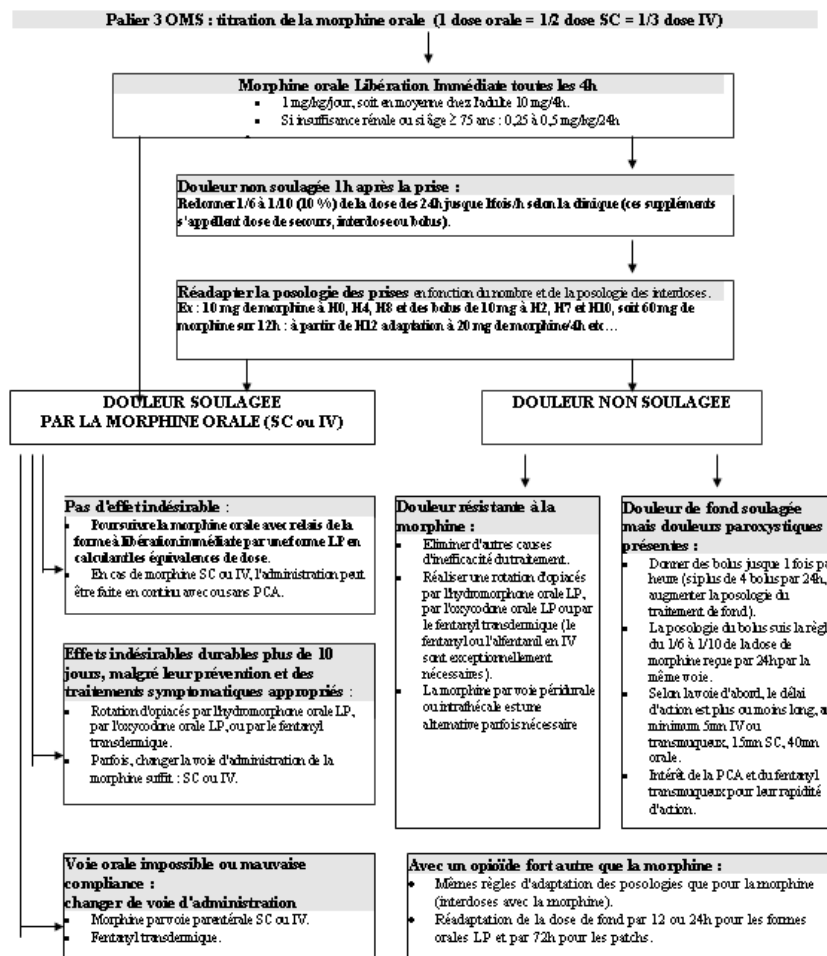 Palier 3 OMS : titration de la morphine orale (1 dose orale = 1/2 dose SC = 1/3 dose IV)
Morphine orale Libération Immédiate toutes les 4h
▪ 1 mg/kg/jour, soit en moyenne chez l'adulte 10 mg/4h.
▪ Si insuffisance rénale ou si âge ≥ 75 ans : 0,25 à 0,5 mg/kg/24h
Douleur non soulagée 1h après la prise :
Redonner 1/6 à 1/10 (10 %) de la dose des 24h jusque 1fois/h selon la clinique (ces suppléments
s'appellent dose de secours, interdose ou bolus).
Réadapter la posologie des prises en fonction du nombre et de la posologie des interdoses.
Ex : 10 mg de morphine à H0, H4, H8 et des bolus de 10 mg à H2, H7 et H10, soit 60 mg de
morphine sur 12h : à partir de H12 adaptation à 20 mg de morphine/4h etc…
DOULEUR SOULAGEE
PAR LA MORPHINE ORALE (SC ou IV)
DOULEUR NON SOULAGEE
Pas d'effet indésirable :
▪ Poursuivre la morphine orale avec relais de la
forme à libération immédiate par une forme LP en
calculant les équivalences de dose.
▪ En cas de morphine SC ou IV, l'administration peut
être faite en continu avec ou sans PCA.
Effets indésirables durables plus de 10
jours, malgré leur prévention et des
traitements symptomatiques appropriés :
▪ Rotation d'opiacés par l'hydromorphone orale LP,
par l'oxycodone orale LP, ou par le fentanyl
transdermique.
▪ Parfois, changer la voie d'administration de la
morphine suffit : SC ou IV.
Voie orale impossible ou mauvaise
compliance :
changer de voie d'administration
▪ Morphine par voie parentérale SC ou IV.
▪ Fentanyl transdermique.
Douleur résistante à la
morphine :
▪ Eliminer d'autres causes
d'inefficacité du traitement.
▪ Réaliser une rotation d'opiacés
par l'hydromorphone orale LP,
par l'oxycodone orale LP ou par
le fentanyl transdermique (le
fentanyl ou l'alfentanil en IV
sont exceptionnellement
nécessaires).
▪ La morphine par voie péridurale
ou intrathécale est une
alternative parfois nécessaire
Douleur de fond soulagée
mais douleurs paroxystiques
présentes :
▪ Donner des bolus jusque 1 fois pa
heure (si plus de 4 bolus par 24h,
augmenter la posologie du
traitement de fond).
▪ La posologie du bolus suis la règl
du 1/6 à 1/10 de la dose de
morphine reçue par 24h par la
même voie.
▪ Selon la voie d'abord, le délai
d'action est plus ou moins long, a
minimum 5mn IV ou
transmuqueux, 15mn SC, 40mn
orale.
▪ Intérêt de la PCA et du fentanyl
transmuqueux pour leur rapidité
d'action.
Avec un opioïde fort autre que la morphine :
◆ Mêmes règles d'adaptation des posologies que pour la morphine
(interdoses avec la morphine).
◆ Réadaptation de la dose de fond par 12 ou 24h pour les formes
orales LP et par 72h pour les patchs.